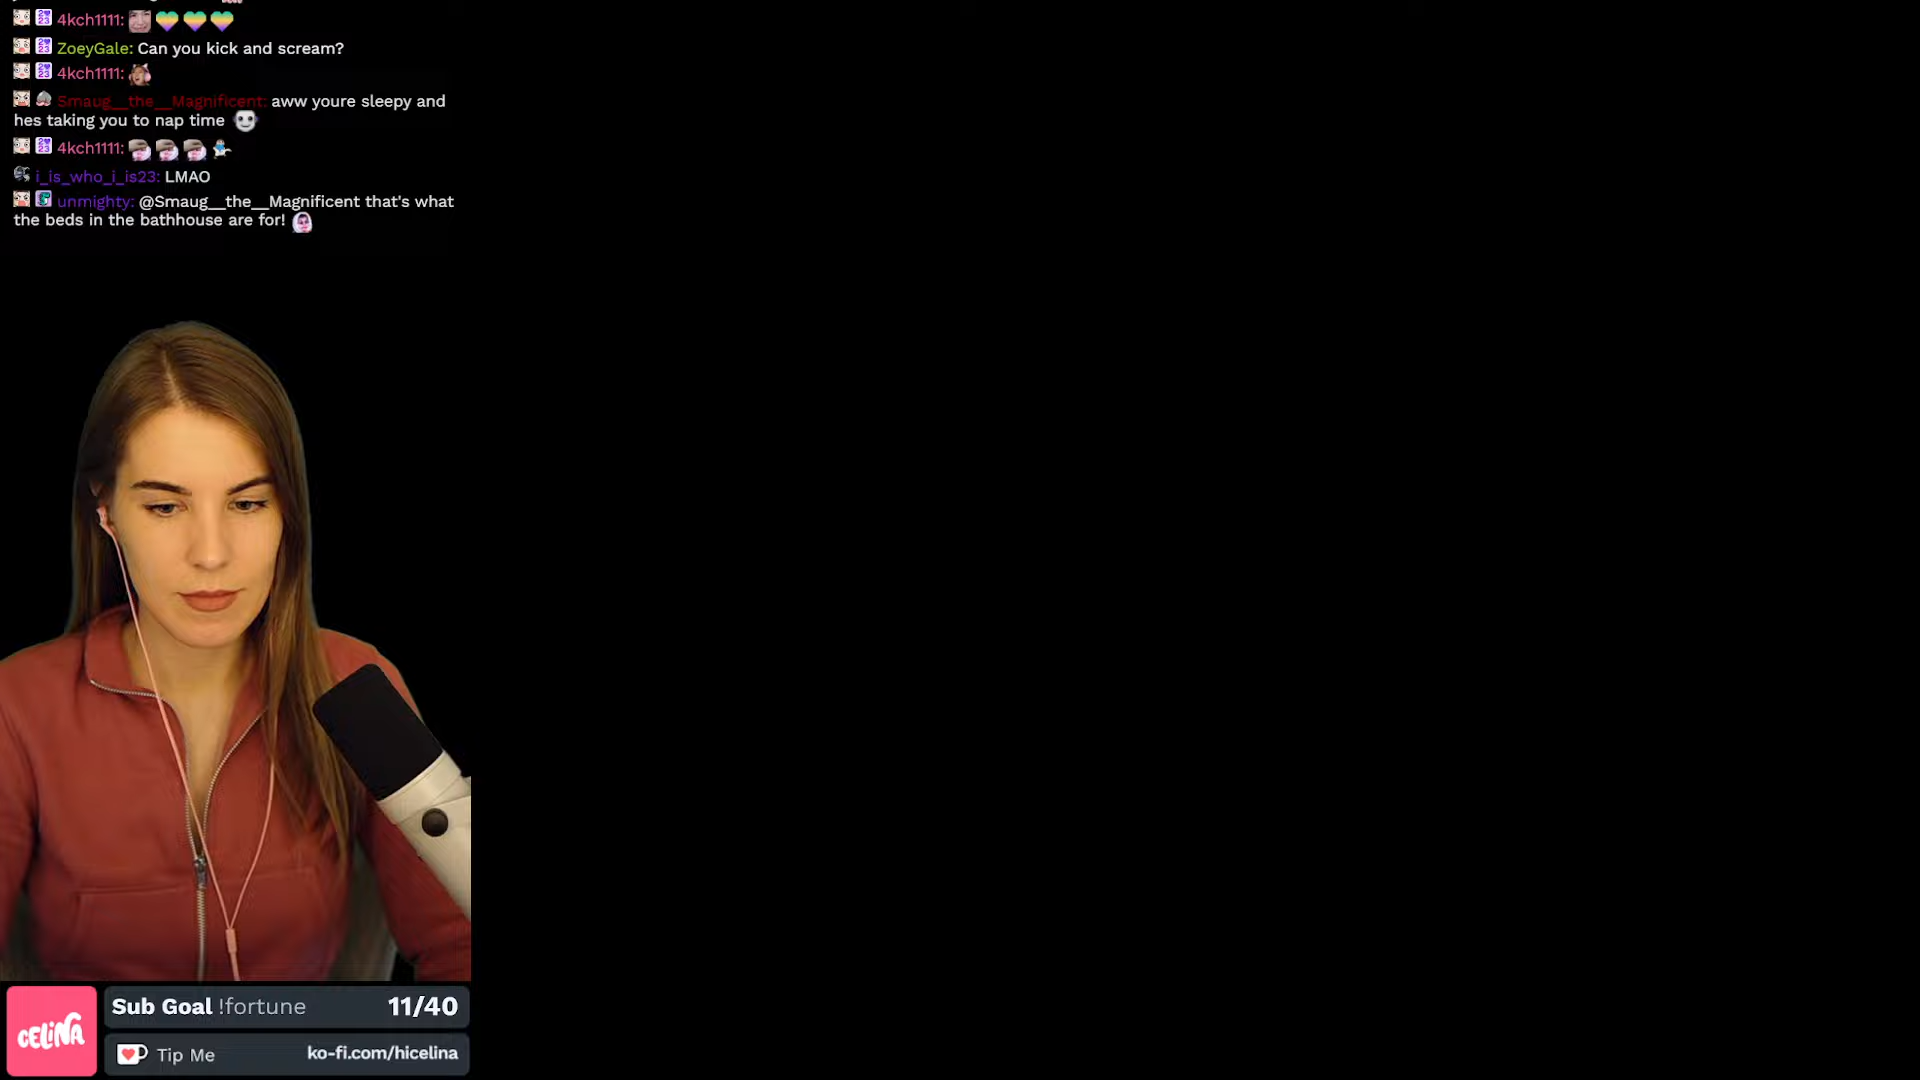 4kch1111:
ZoeyGale: Can you kick and scream?
4kch1111:
Smaug__the__Magnificent: aww youre sleepy and
hes taking you to nap time
4kch1111:
i_is_who_i_is23: LMAO
unmighty: @Smaug__the__Magnificent that's what
the beds in the bathhouse are for!
CELINA
Sub Goal !fortune 11/40
Tip Me ko-fi.com/hicelina